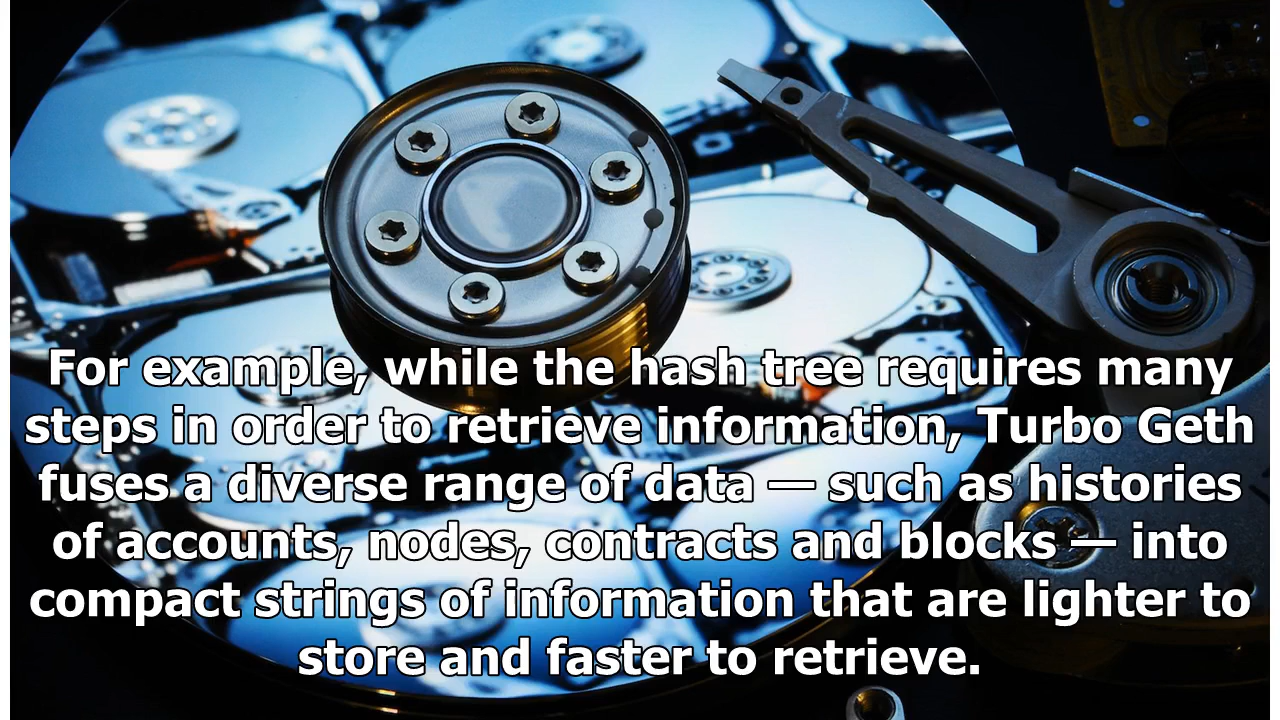 For example, while the hash tree requires many
steps in order to retrieve information, Turbo Geth
fuses a diverse range of data — such as histories
of accounts, nodes, contracts and blocks — into
compact strings of information that are lighter to
store and faster to retrieve.